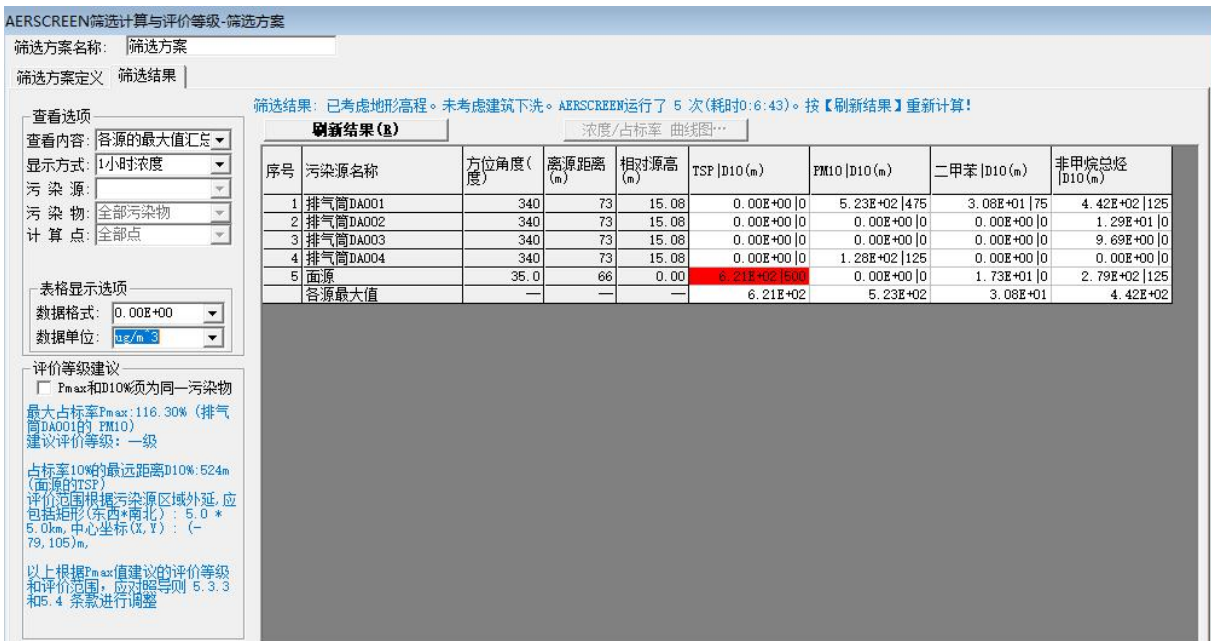 AERSCREEN筛选计算与评价等级-筛选方案
筛选方案名称: 筛选方案
筛选方案定义 筛选结果
筛选结果: 已考虑地形高程。未考虑建筑下洗。AERSCREEN运行了 5 次(耗时0:6:43)。按【刷新结果】重新计算!
刷新结果(R) 浓度/占标率 曲线图…
查看选项
查看内容: 各源的最大值汇总
显示方式: 1小时浓度
污 染 源:
污 染 物: 全部污染物
计 算 点: 全部点
表格显示选项
数据格式: 0.00E+00
数据单位: ug/m^3
评价等级建议
Pmax和D10%须为同一污染物
最大占标率Pmax:116.30% (排气
筒DA001的 PM10)
建议评价等级: 一级
占标率10%的最远距离D10%:524m
(面源的TSP)
评价范围根据污染源区域外延,应
包括矩形(东西*南北): 5.0 *
5.0km,中心坐标(X,Y): (-
79,105)m,
以上根据Pmax值建议的评价等级
和评价范围,应对照导则 5.3.3
和5.4 条款进行调整
序号 污染源名称 方位角度(度) 离源距离(m) 相对源高(m) TSP|D10(m) PM10|D10(m) 二甲苯|D10(m) 非甲烷总烃|D10(m)
1 排气筒DA001 340 73 15.08 0.00E+00|0 5.23E+02|475 3.08E+01|75 4.42E+02|125
2 排气筒DA002 340 73 15.08 0.00E+00|0 0.00E+00|0 0.00E+00|0 1.29E+01|0
3 排气筒DA003 340 73 15.08 0.00E+00|0 0.00E+00|0 0.00E+00|0 9.69E+00|0
4 排气筒DA004 340 73 15.08 0.00E+00|0 1.28E+02|125 0.00E+00|0 0.00E+00|0
5 面源 35.0 66 0.00 6.21E+02|500 0.00E+00|0 1.73E+01|0 2.79E+02|125
各源最大值 — — — 6.21E+02 5.23E+02 3.08E+01 4.42E+02